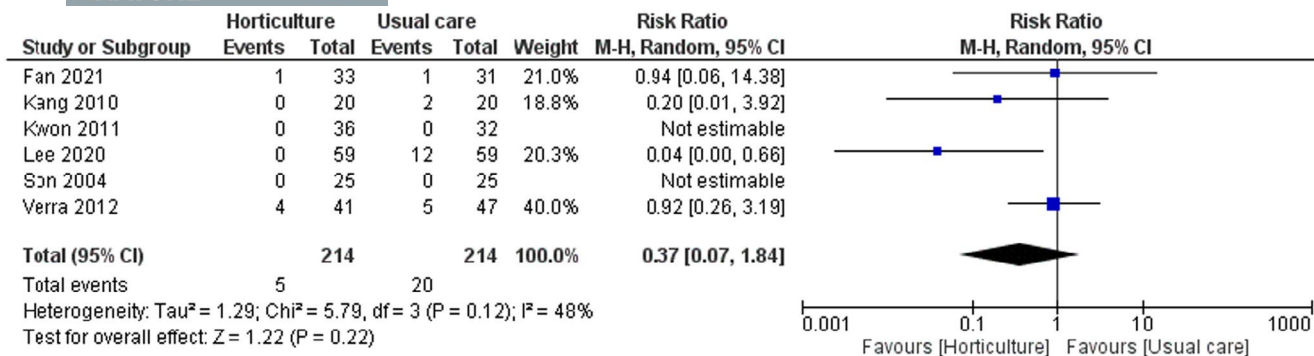 Horticulture Usual care Risk Ratio Risk Ratio
Study or Subgroup Events Total Events Total Weight M-H, Random, 95% CI M-H, Random, 95% CI
Fan 2021 1 33 1 31 21.0% 0.94 [0.06, 14.38]
Kang 2010 0 20 2 20 18.8% 0.20 [0.01, 3.92]
Kwon 2011 0 36 0 32 Not estimable
Lee 2020 0 59 12 59 20.3% 0.04 [0.00, 0.66]
Son 2004 0 25 0 25 Not estimable
Verra 2012 4 41 5 47 40.0% 0.92 [0.26, 3.19]
Total (95% CI) 214 214 100.0% 0.37 [0.07, 1.84]
Total events 5 20
Heterogeneity: Tau² = 1.29; Chi² = 5.79, df = 3 (P = 0.12); I² = 48%
Test for overall effect: Z = 1.22 (P = 0.22)
0.001 0.1 1 10 1000
Favours [Horticulture] Favours [Usual care]